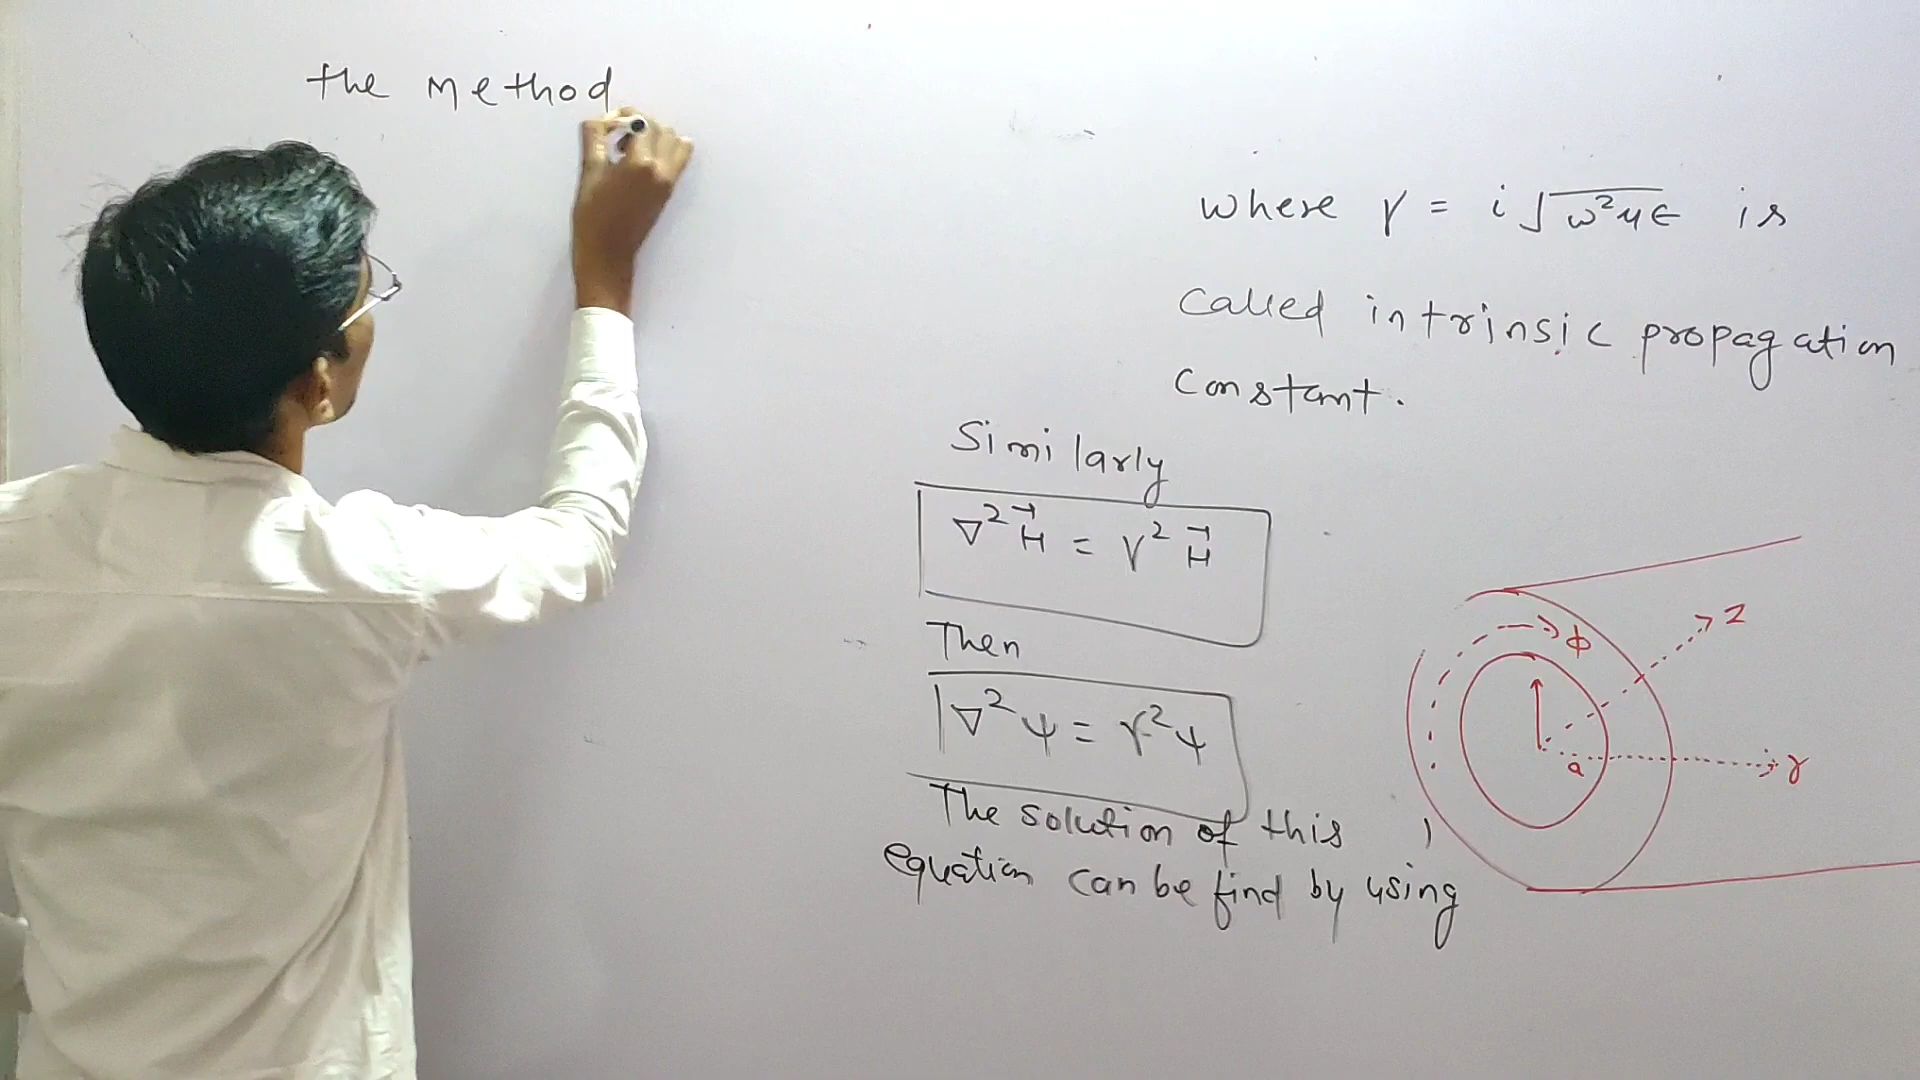 the method
where γ = i√ω²με is
called intrinsic propagation
constant.
Similarly
∇²H⃗ = γ²H⃗
Then
∇²ψ = γ²ψ
The solution of this
equation can be find by using
z
ϕ
a
r